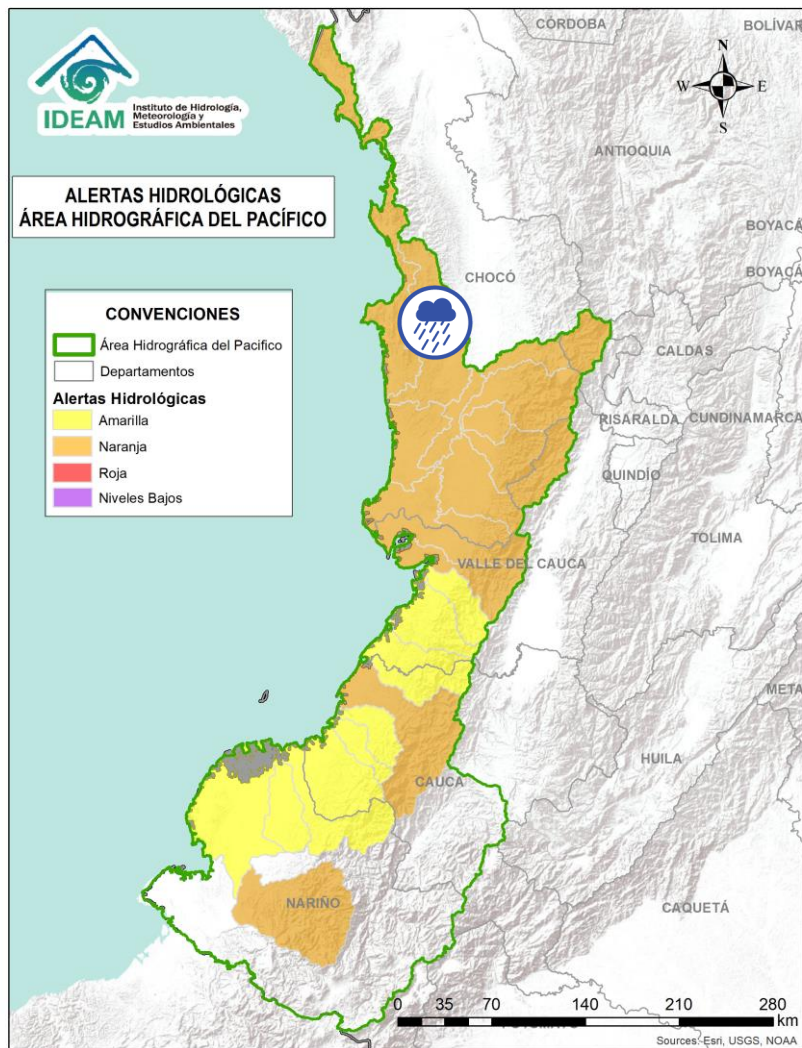 IDEAM
Instituto de Hidrología,
Meteorología y
Estudios Ambientales
ALERTAS HIDROLÓGICAS
ÁREA HIDROGRÁFICA DEL PACÍFICO
CONVENCIONES
Área Hidrográfica del Pacifico
Departamentos
Alertas Hidrológicas
Amarilla
Naranja
Roja
Niveles Bajos
CÓRDOBA
BOLÍVAR
N
W
E
S
ANTIOQUIA
BOYACÁ
BOYACÁ
CHOCÓ
CALDAS
RISARALDA
CUNDINAMARCA
QUINDÍO
TOLIMA
VALLE DEL CAUCA
META
HUILA
CAUCA
NARIÑO
CAQUETÁ
0 35 70 140 210 280
km
Sources: Esri, USGS, NOAA